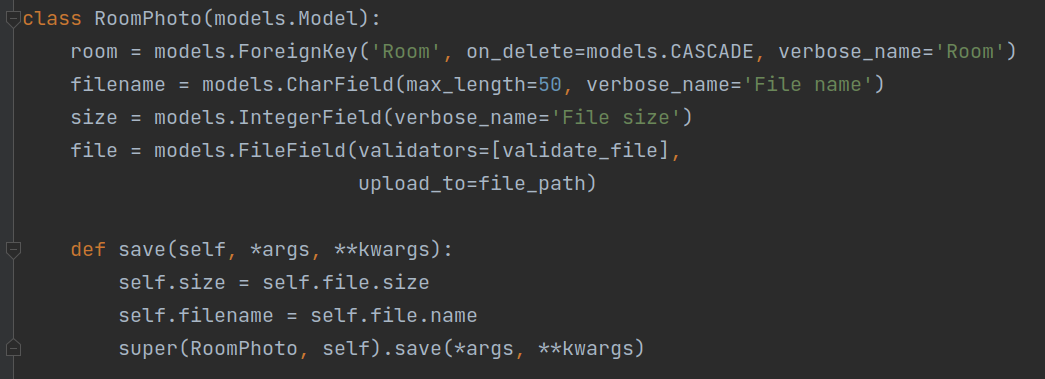 class RoomPhoto(models.Model):
    room = models.ForeignKey('Room', on_delete=models.CASCADE, verbose_name='Room')
    filename = models.CharField(max_length=50, verbose_name='File name')
    size = models.IntegerField(verbose_name='File size')
    file = models.FileField(validators=[validate_file],
                            upload_to=file_path)

    def save(self, *args, **kwargs):
        self.size = self.file.size
        self.filename = self.file.name
        super(RoomPhoto, self).save(*args, **kwargs)